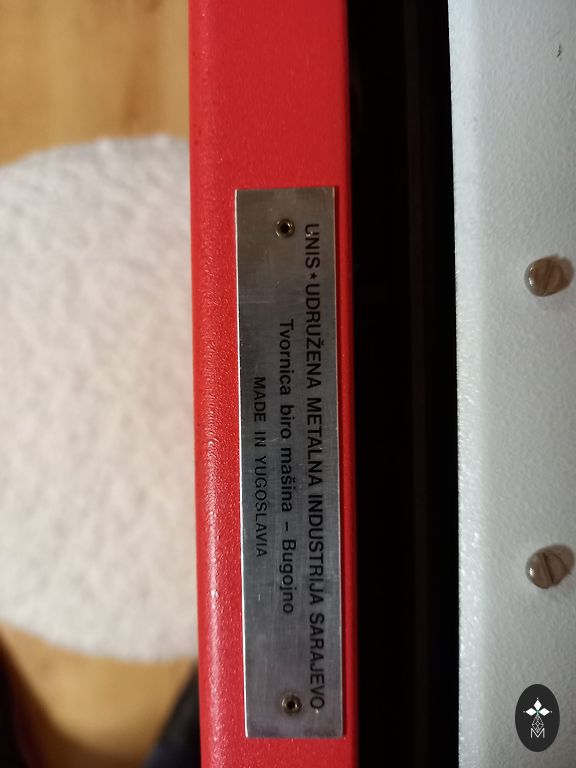 UNIS * UDRUŽENA METALNA INDUSTRIJA SARAJEVO
Tvornica biro mašina – Bugojno
MADE IN YUGOSLAVIA